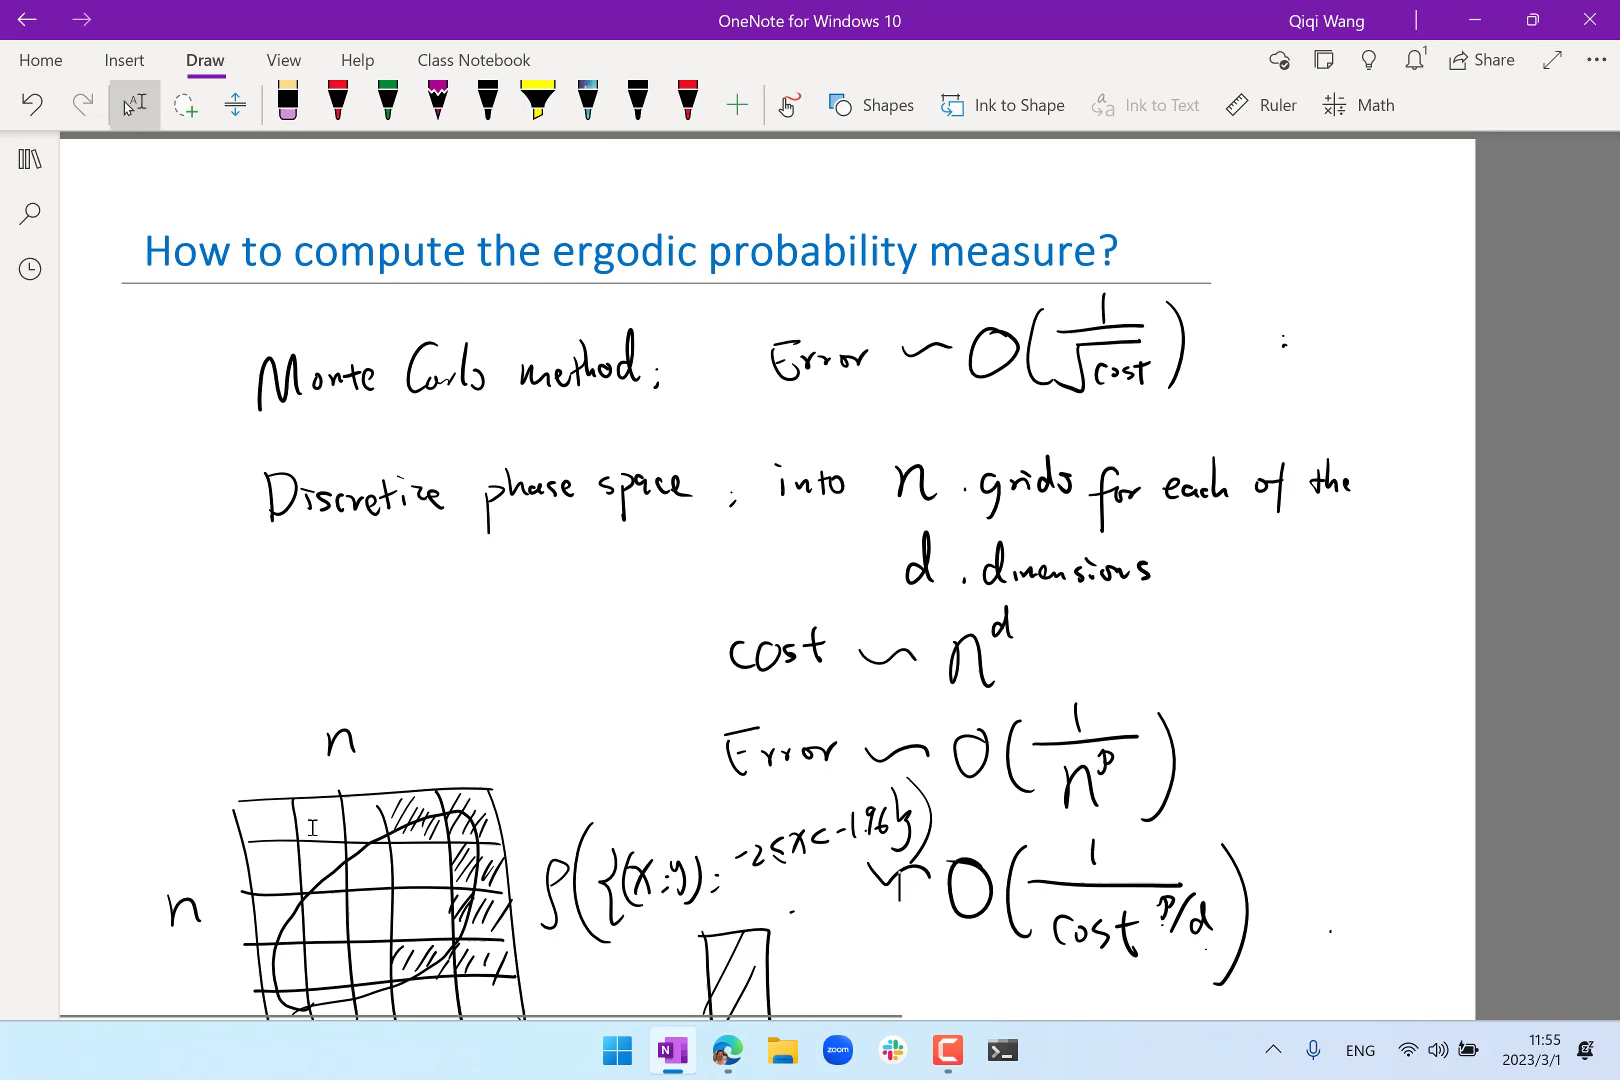 OneNote for Windows 10
Qiqi Wang
Home Insert Draw View Help Class Notebook
Share
Shapes Ink to Shape Ink to Text Ruler Math
How to compute the ergodic probability measure?
Monte Carlo method: Error ~ O(1/√cost)
Discretize phase space: into n grids for each of the
d dimensions
cost ~ n^d
Error ~ O(1/n^p)
n
ρ({(x,y): -2≤x<-1.96})
~ O(1/cost^{p/d})
n
zoom
ENG
11:55
2023/3/1